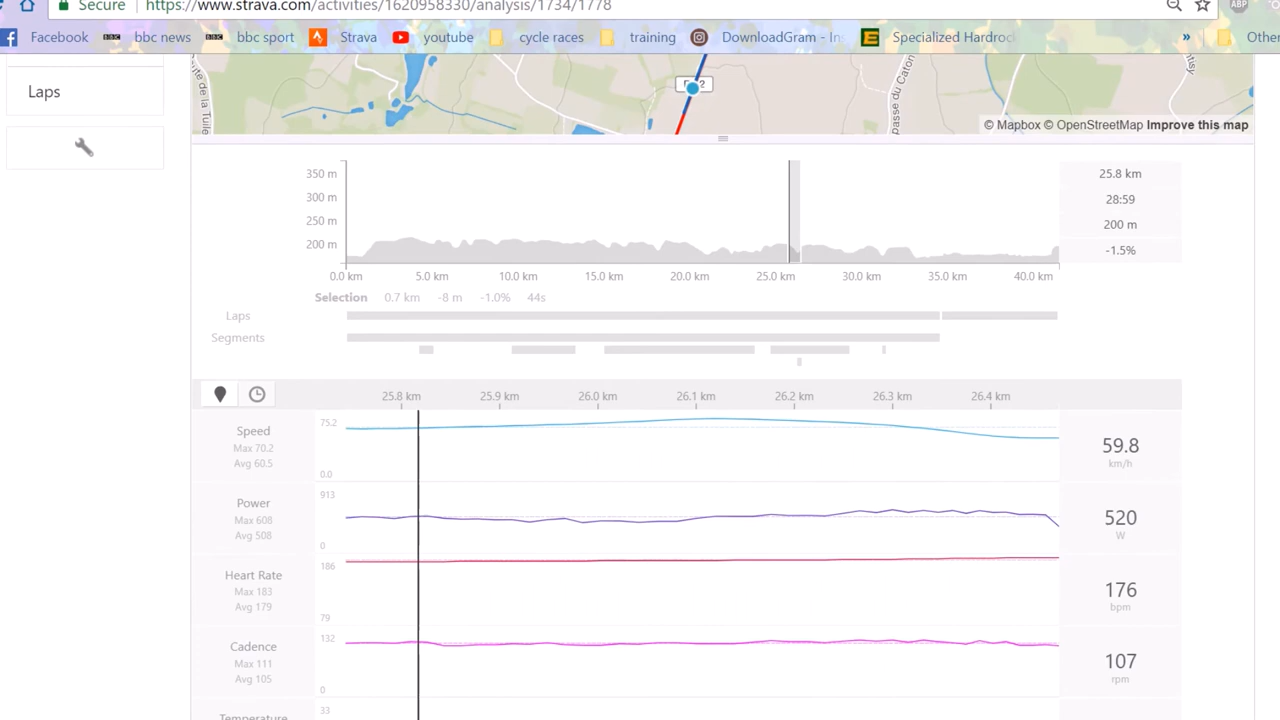 Secure https://www.strava.com/activities/1620958330/analysis/1734/1778 ABP
Facebook BBC bbc news BBC bbc sport Strava youtube cycle races training DownloadGram - Ins Specialized Hardroc » Other
Laps
© Mapbox © OpenStreetMap Improve this map
350 m
300 m
250 m
200 m
25.8 km
28:59
200 m
-1.5%
0.0 km 5.0 km 10.0 km 15.0 km 20.0 km 25.0 km 30.0 km 35.0 km 40.0 km
Selection 0.7 km -8 m -1.0% 44s
Laps
Segments
25.8 km 25.9 km 26.0 km 26.1 km 26.2 km 26.3 km 26.4 km
Speed
Max 70.2
Avg 60.5
75.2
0.0
59.8
km/h
Power
Max 608
Avg 508
913
0
520
W
Heart Rate
Max 183
Avg 179
186
79
176
bpm
Cadence
Max 111
Avg 105
132
0
107
rpm
Temperature
33